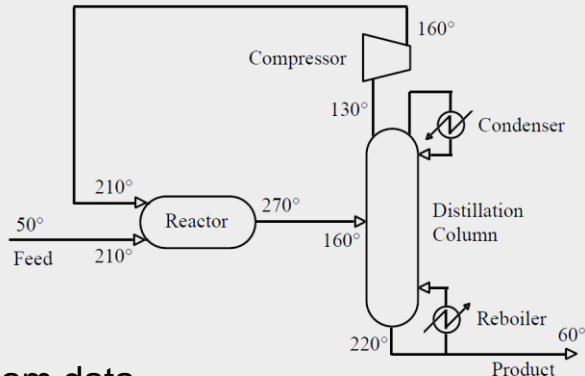 160°
Compressor
130°
Condenser
210°
270°
50°
Reactor
Distillation
Column
160°
Feed
210°
Reboiler
220°
60°
Product